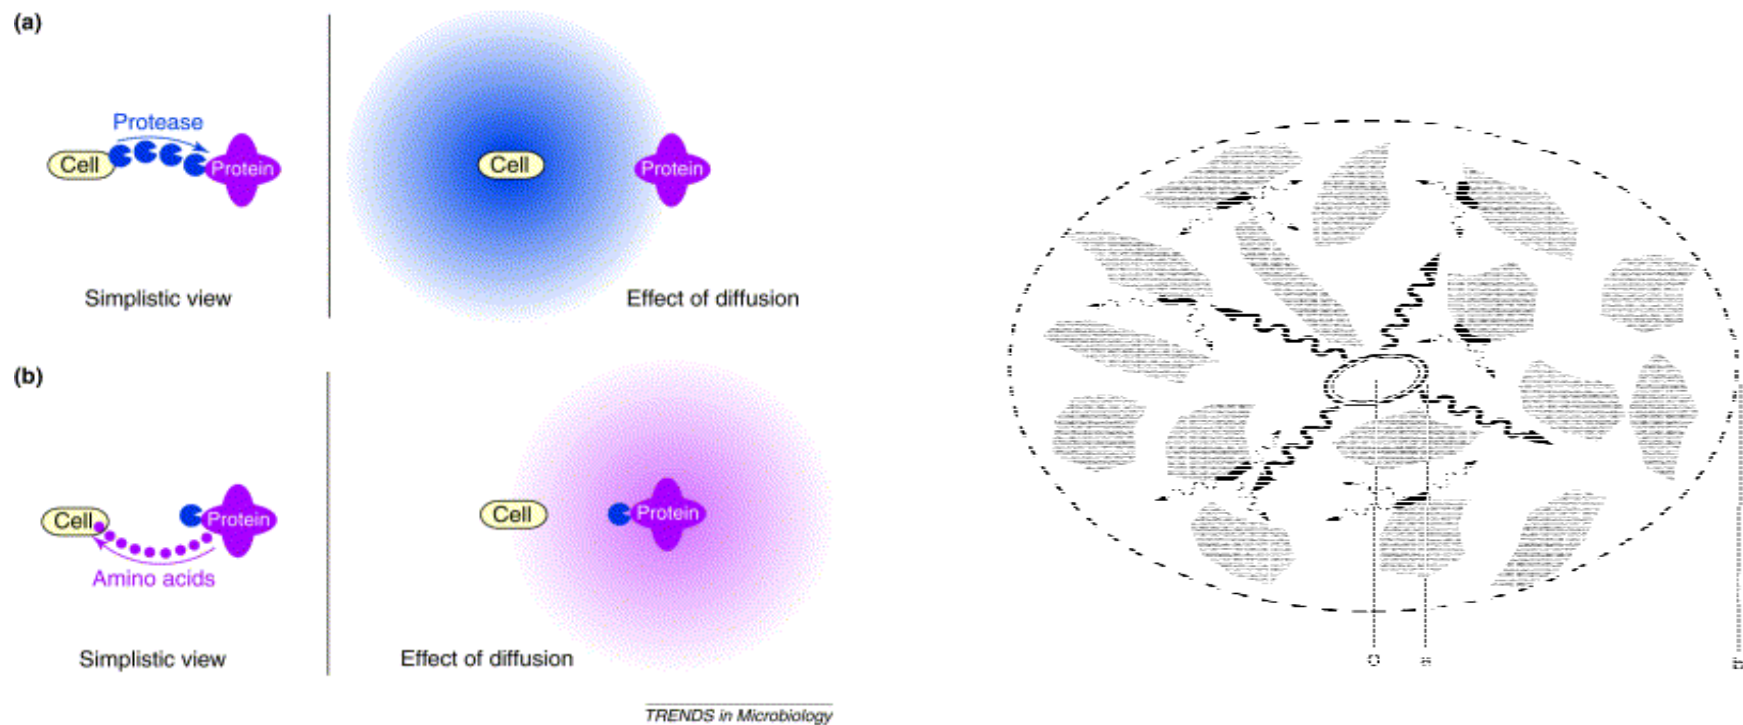 (a)
Protease
Cell
Protein
Simplistic view
Cell
Protein
Effect of diffusion
(b)
Cell
Protein
Amino acids
Simplistic view
Cell
Protein
Effect of diffusion
TRENDS in Microbiology